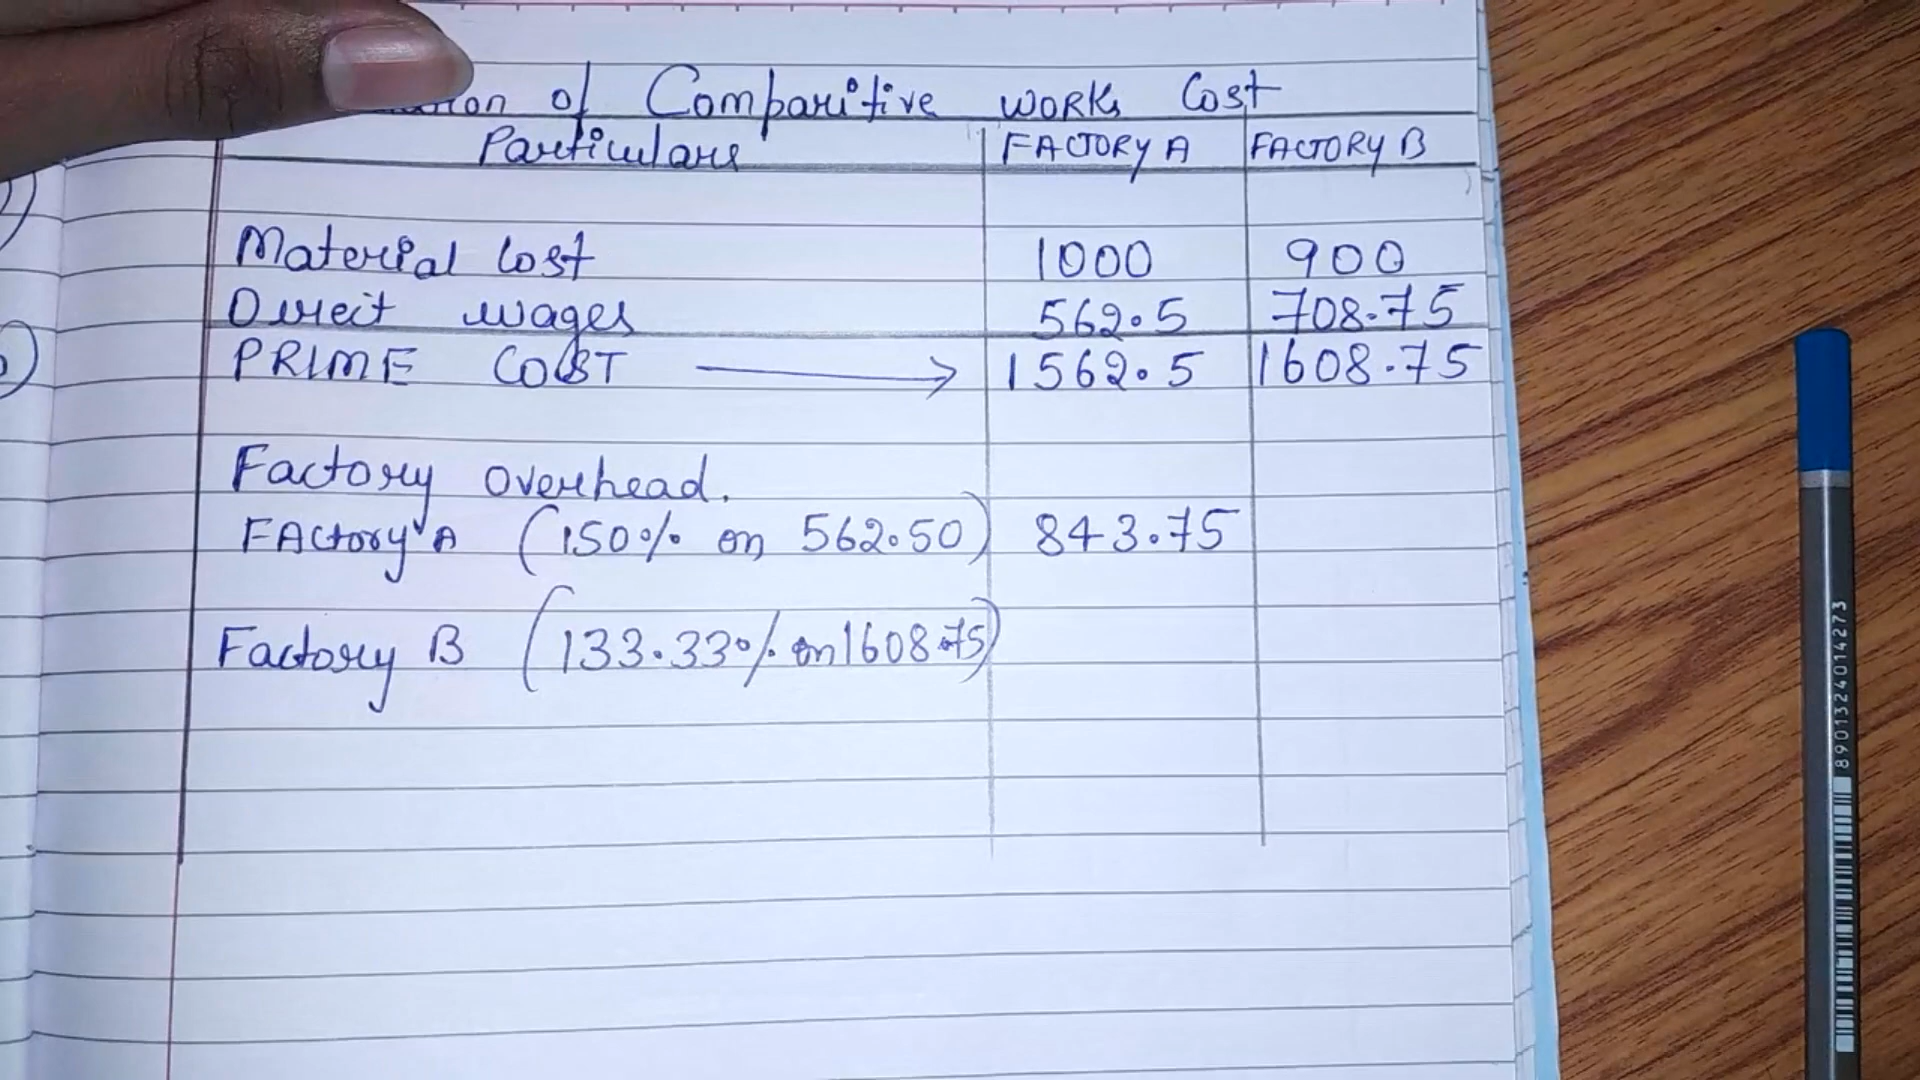 of Comparitive works Cost
Particulars FACTORY A FACTORY B
Material Cost 1000 900
Direct wages 562.5 708.75
PRIME COST 1562.5 1608.75
Factory overhead.
FACtory A (150% on 562.50) 843.75
Factory B (133.33% on 1608.75)
8901324014273